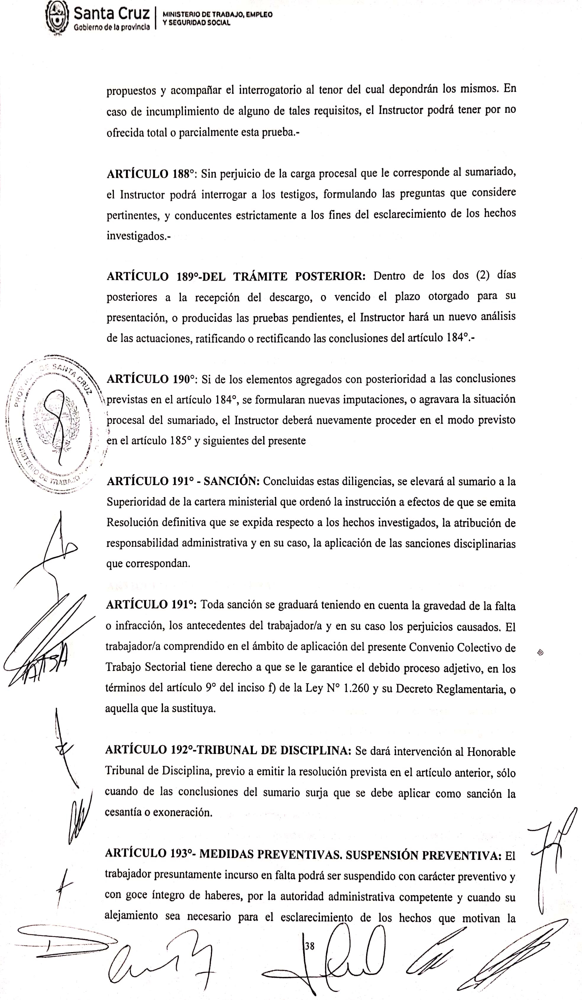 Santa Cruz
Gobierno de la provincia
MINISTERIO DE TRABAJO, EMPLEO
Y SEGURIDAD SOCIAL
propuestos y acompañar el interrogatorio al tenor del cual depondrán los mismos. En
caso de incumplimiento de alguno de tales requisitos, el Instructor podrá tener por no
ofrecida total o parcialmente esta prueba.-
ARTÍCULO 188°: Sin perjuicio de la carga procesal que le corresponde al sumariado,
el Instructor podrá interrogar a los testigos, formulando las preguntas que considere
pertinentes, y conducentes estrictamente a los fines del esclarecimiento de los hechos
investigados.-
ARTÍCULO 189°-DEL TRÁMITE POSTERIOR: Dentro de los dos (2) días
posteriores a la recepción del descargo, o vencido el plazo otorgado para su
presentación, o producidas las pruebas pendientes, el Instructor hará un nuevo análisis
de las actuaciones, ratificando o rectificando las conclusiones del artículo 184°.-
ARTÍCULO 190°: Si de los elementos agregados con posterioridad a las conclusiones
previstas en el artículo 184°, se formularan nuevas imputaciones, o agravara la situación
procesal del sumariado, el Instructor deberá nuevamente proceder en el modo previsto
en el artículo 185° y siguientes del presente
DE SANTA CRUZ
MINISTERIO DE TRABAJO
ARTÍCULO 191° - SANCIÓN: Concluidas estas diligencias, se elevará al sumario a la
Superioridad de la cartera ministerial que ordenó la instrucción a efectos de que se emita
Resolución definitiva que se expida respecto a los hechos investigados, la atribución de
responsabilidad administrativa y en su caso, la aplicación de las sanciones disciplinarias
que correspondan.
ARTÍCULO 191°: Toda sanción se graduará teniendo en cuenta la gravedad de la falta
o infracción, los antecedentes del trabajador/a y en su caso los perjuicios causados. El
trabajador/a comprendido en el ámbito de aplicación del presente Convenio Colectivo de
Trabajo Sectorial tiene derecho a que se le garantice el debido proceso adjetivo, en los
términos del artículo 9° del inciso f) de la Ley N° 1.260 y su Decreto Reglamentaria, o
aquella que la sustituya.
ARTÍCULO 192°-TRIBUNAL DE DISCIPLINA: Se dará intervención al Honorable
Tribunal de Disciplina, previo a emitir la resolución prevista en el artículo anterior, sólo
cuando de las conclusiones del sumario surja que se debe aplicar como sanción la
cesantía o exoneración.
ARTÍCULO 193°- MEDIDAS PREVENTIVAS. SUSPENSIÓN PREVENTIVA: El
trabajador presuntamente incurso en falta podrá ser suspendido con carácter preventivo y
con goce íntegro de haberes, por la autoridad administrativa competente y cuando su
alejamiento sea necesario para el esclarecimiento de los hechos que motivan la
38